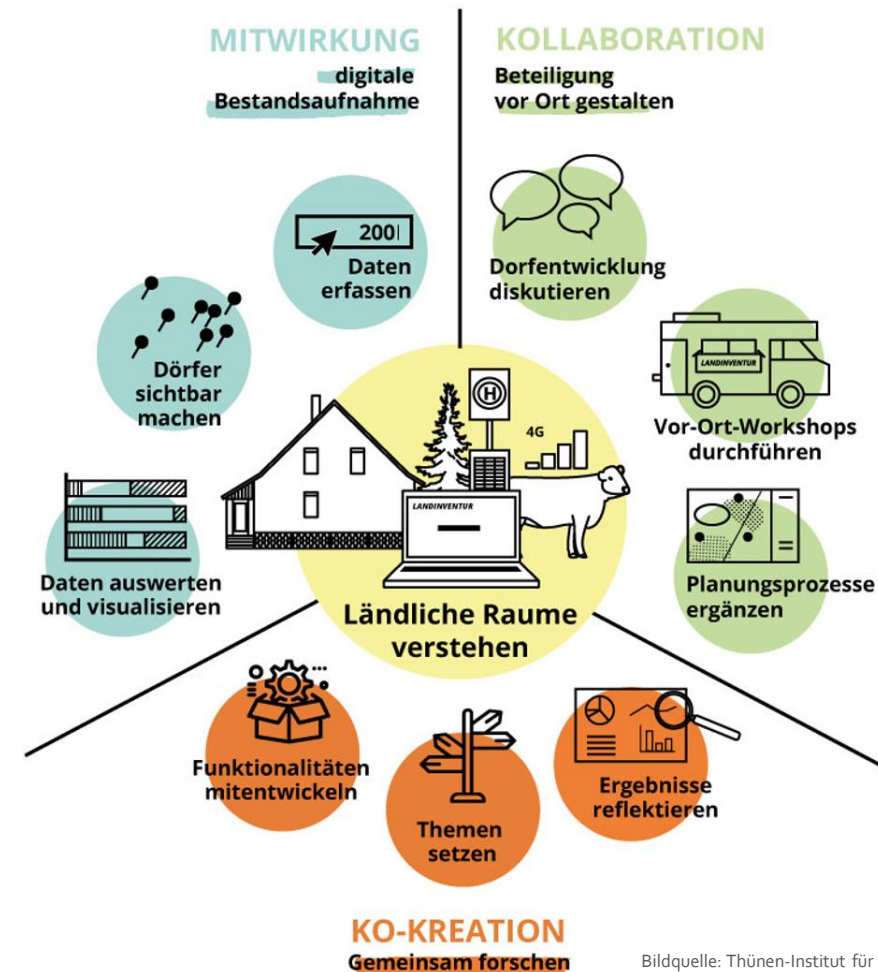 MITWIRKUNG
digitale
Bestandsaufnahme
KOLLABORATION
Beteiligung
vor Ort gestalten
200
Daten
erfassen
Dörfer
sichtbar
machen
Daten auswerten
und visualisieren
Dorfentwicklung
diskutieren
LANDINVENTUR
Vor-Ort-Workshops
durchführen
Planungsprozesse
ergänzen
H
4G
LANDINVENTUR
Ländliche Raume
verstehen
Funktionalitäten
mitentwickeln
Themen
setzen
Ergebnisse
reflektieren
KO-KREATION
Gemeinsam forschen
Bildquelle: Thünen-Institut für